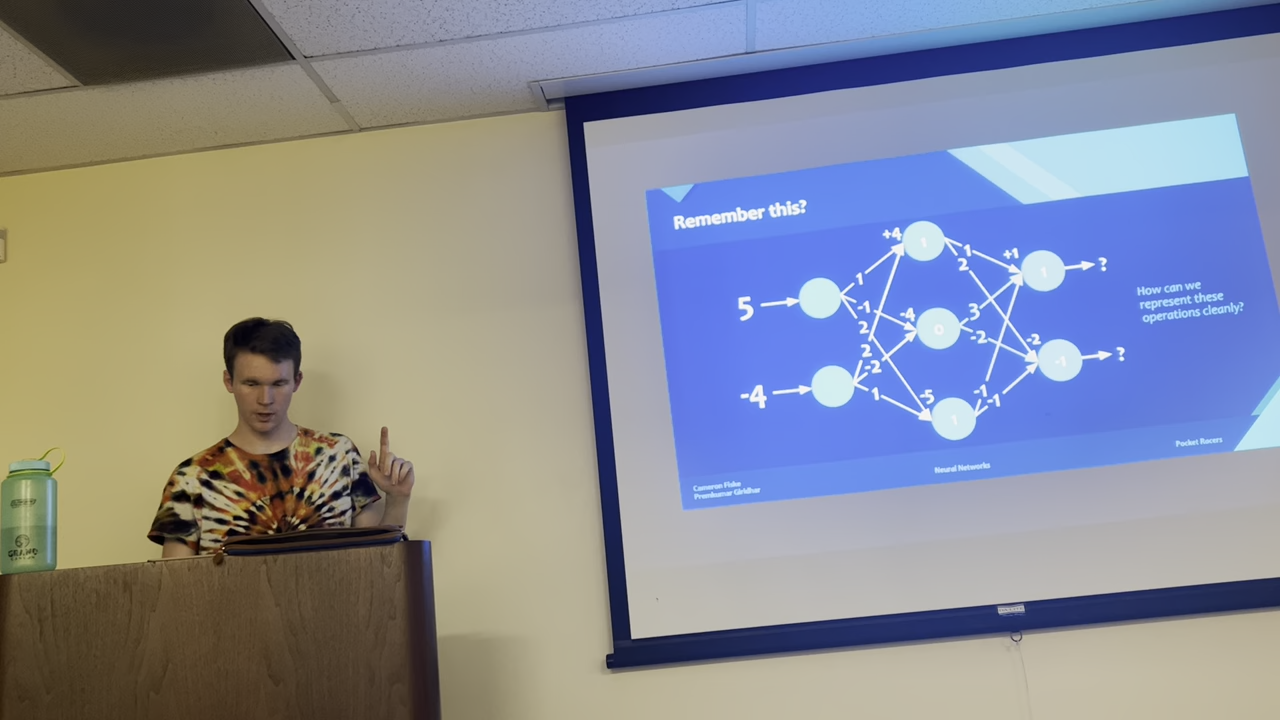 Remember this?
+4
1
1
+1
2
1
?
5
1
-1
-4
3
0
-2
2
2
-2
-2
-1
?
How can we
represent these
operations cleanly?
-4
1
-5
1
-1
-1
Cameron Fiske
Premkumar Giridhar
Neural Networks
Pocket Racers
GRAND